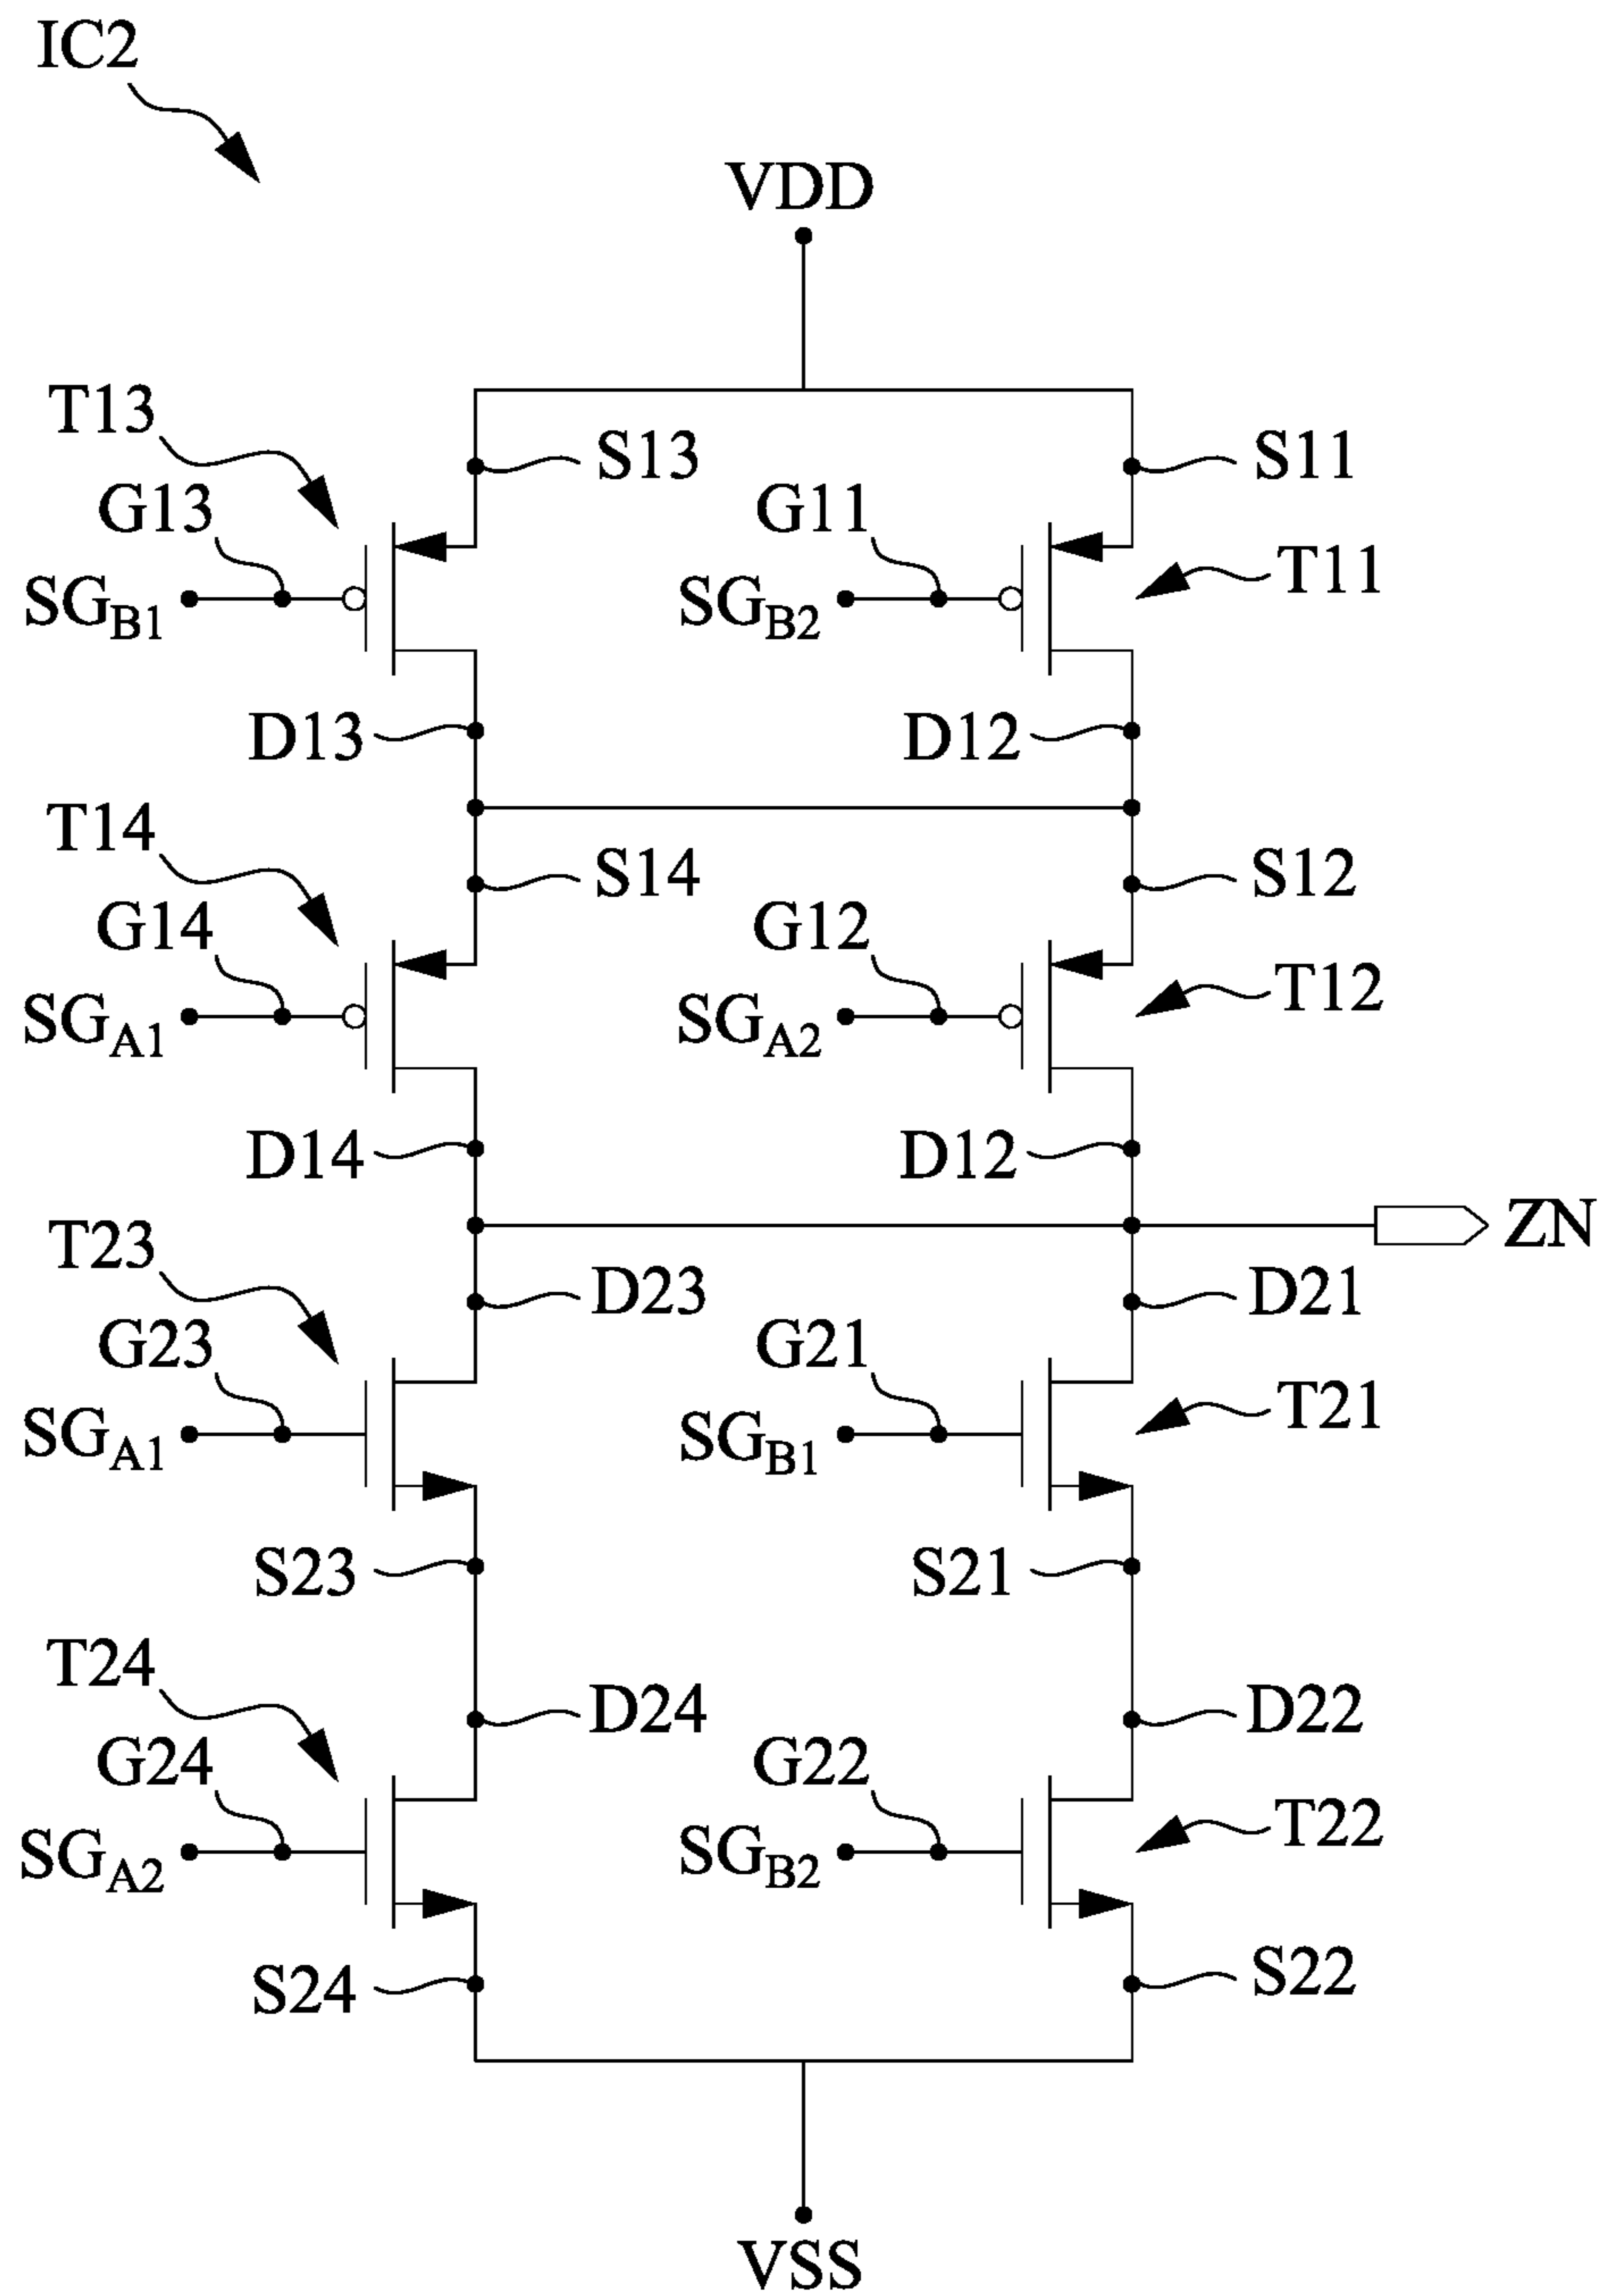 IC2
VDD
T13
S13
S11
G13
G11
T11
SGB1
SGB2
D13
D12
T14
S14
S12
G14
G12
T12
SGA1
SGA2
D14
D12
T23
ZN
D23
D21
G23
G21
T21
SGA1
SGB1
S23
S21
T24
D24
D22
G24
G22
T22
SGA2
SGB2
S24
S22
VSS